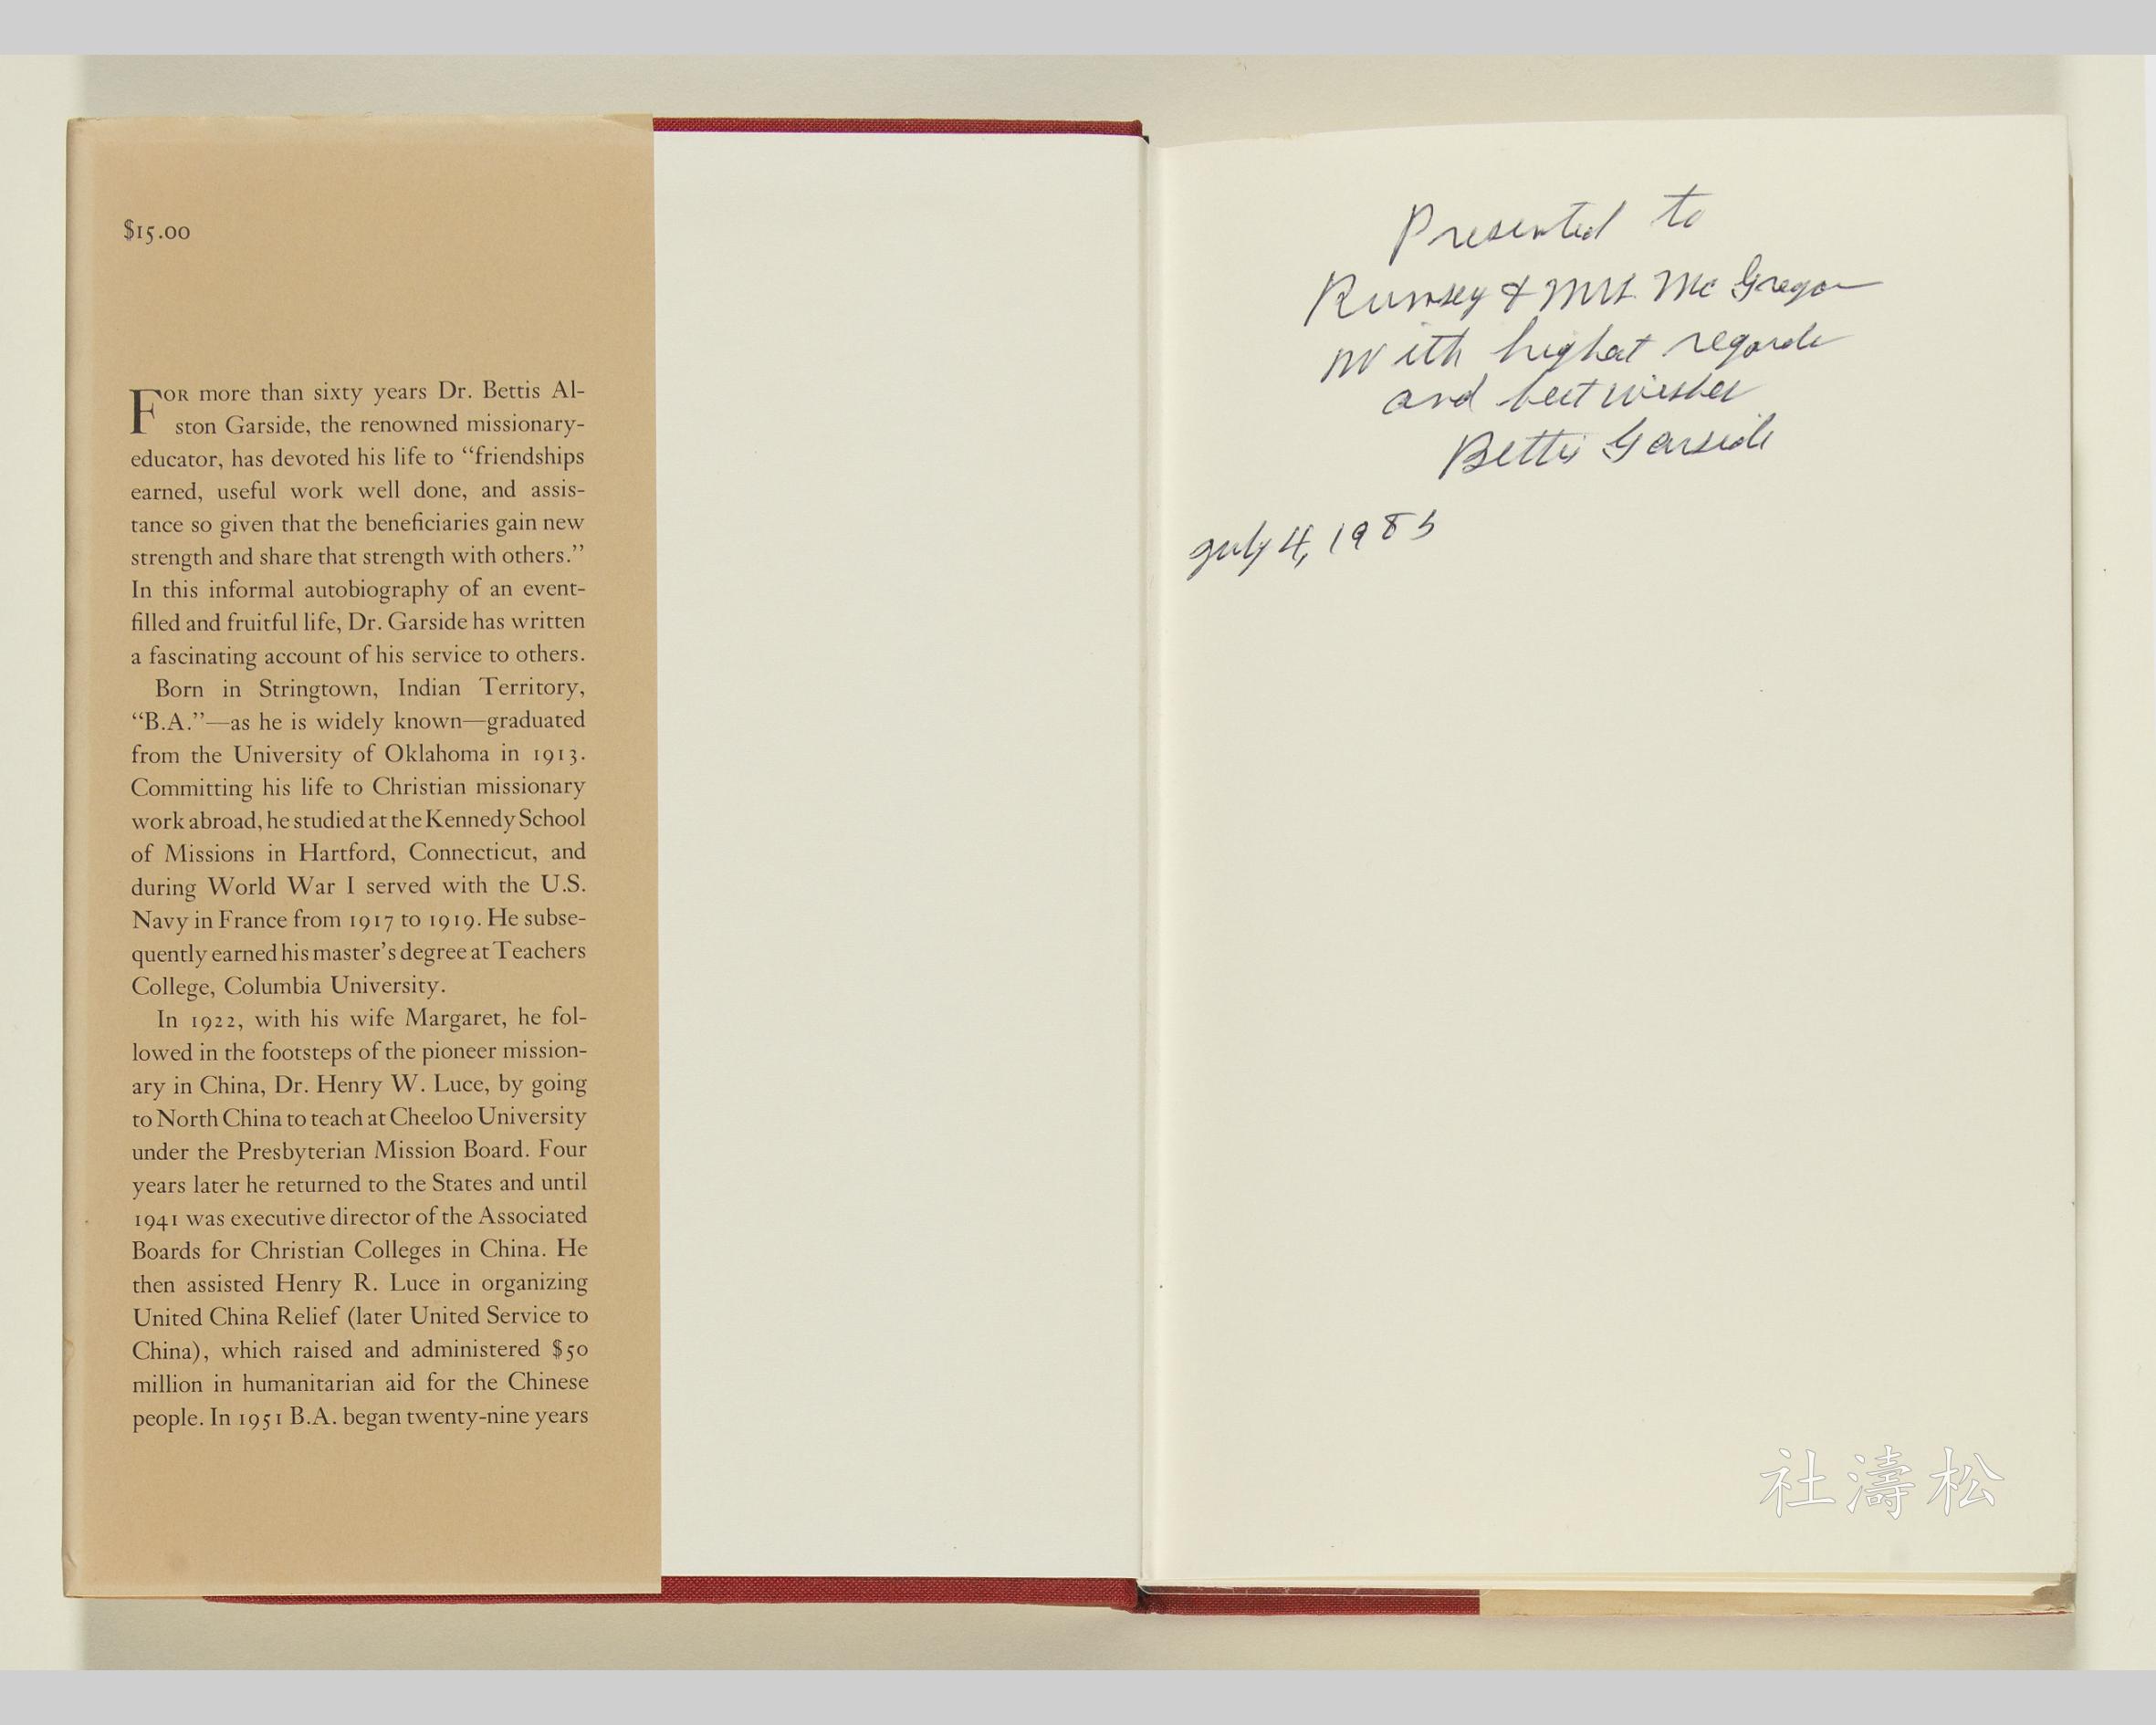 $15.00
FOR more than sixty years Dr. Bettis Al-
ston Garside, the renowned missionary-
educator, has devoted his life to “friendships
earned, useful work well done, and assis-
tance so given that the beneficiaries gain new
strength and share that strength with others.”
In this informal autobiography of an event-
filled and fruitful life, Dr. Garside has written
a fascinating account of his service to others.
Born in Stringtown, Indian Territory,
“B.A.”—as he is widely known—graduated
from the University of Oklahoma in 1913.
Committing his life to Christian missionary
work abroad, he studied at the Kennedy School
of Missions in Hartford, Connecticut, and
during World War I served with the U.S.
Navy in France from 1917 to 1919. He subse-
quently earned his master’s degree at Teachers
College, Columbia University.
In 1922, with his wife Margaret, he fol-
lowed in the footsteps of the pioneer mission-
ary in China, Dr. Henry W. Luce, by going
to North China to teach at Cheeloo University
under the Presbyterian Mission Board. Four
years later he returned to the States and until
1941 was executive director of the Associated
Boards for Christian Colleges in China. He
then assisted Henry R. Luce in organizing
United China Relief (later United Service to
China), which raised and administered $50
million in humanitarian aid for the Chinese
people. In 1951 B.A. began twenty-nine years
Presented to
Rumsey & Mrs. McGregor
With highest regards
and best wishes
Bettis Garside
July 4, 1985
社濤松